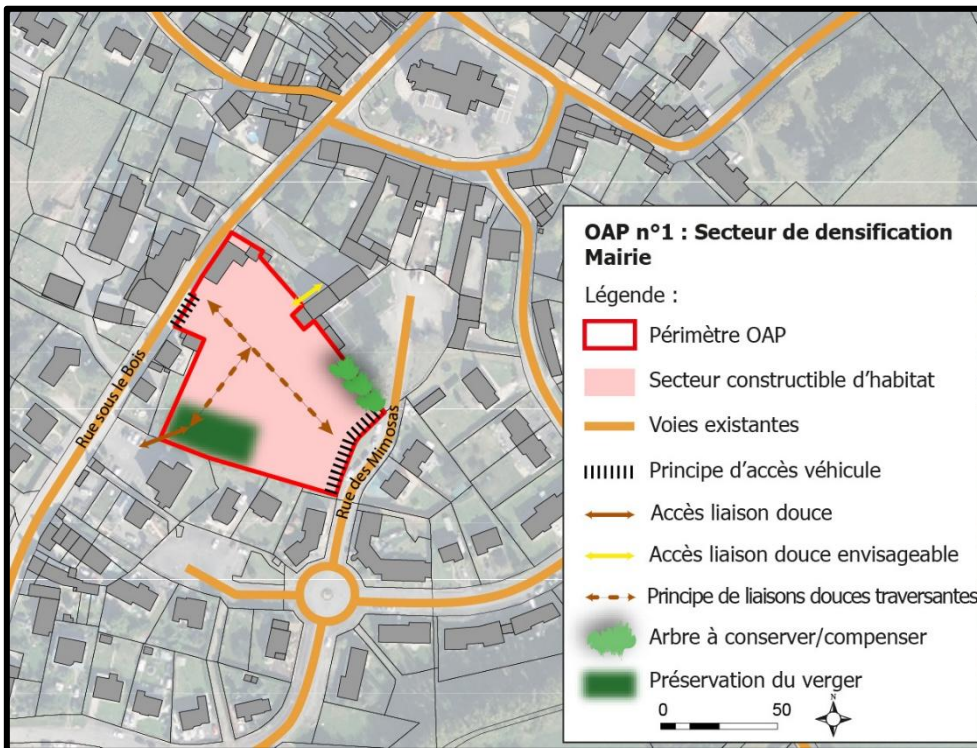 OAP n°1 : Secteur de densification
Mairie
Légende :
Périmètre OAP
Secteur constructible d'habitat
Voies existantes
Principe d'accès véhicule
Accès liaison douce
Accès liaison douce envisageable
Principe de liaisons douces traversantes
Arbre à conserver/compenser
Préservation du verger
0 50
N
Rue sous le Bois
Rue des Mimosas